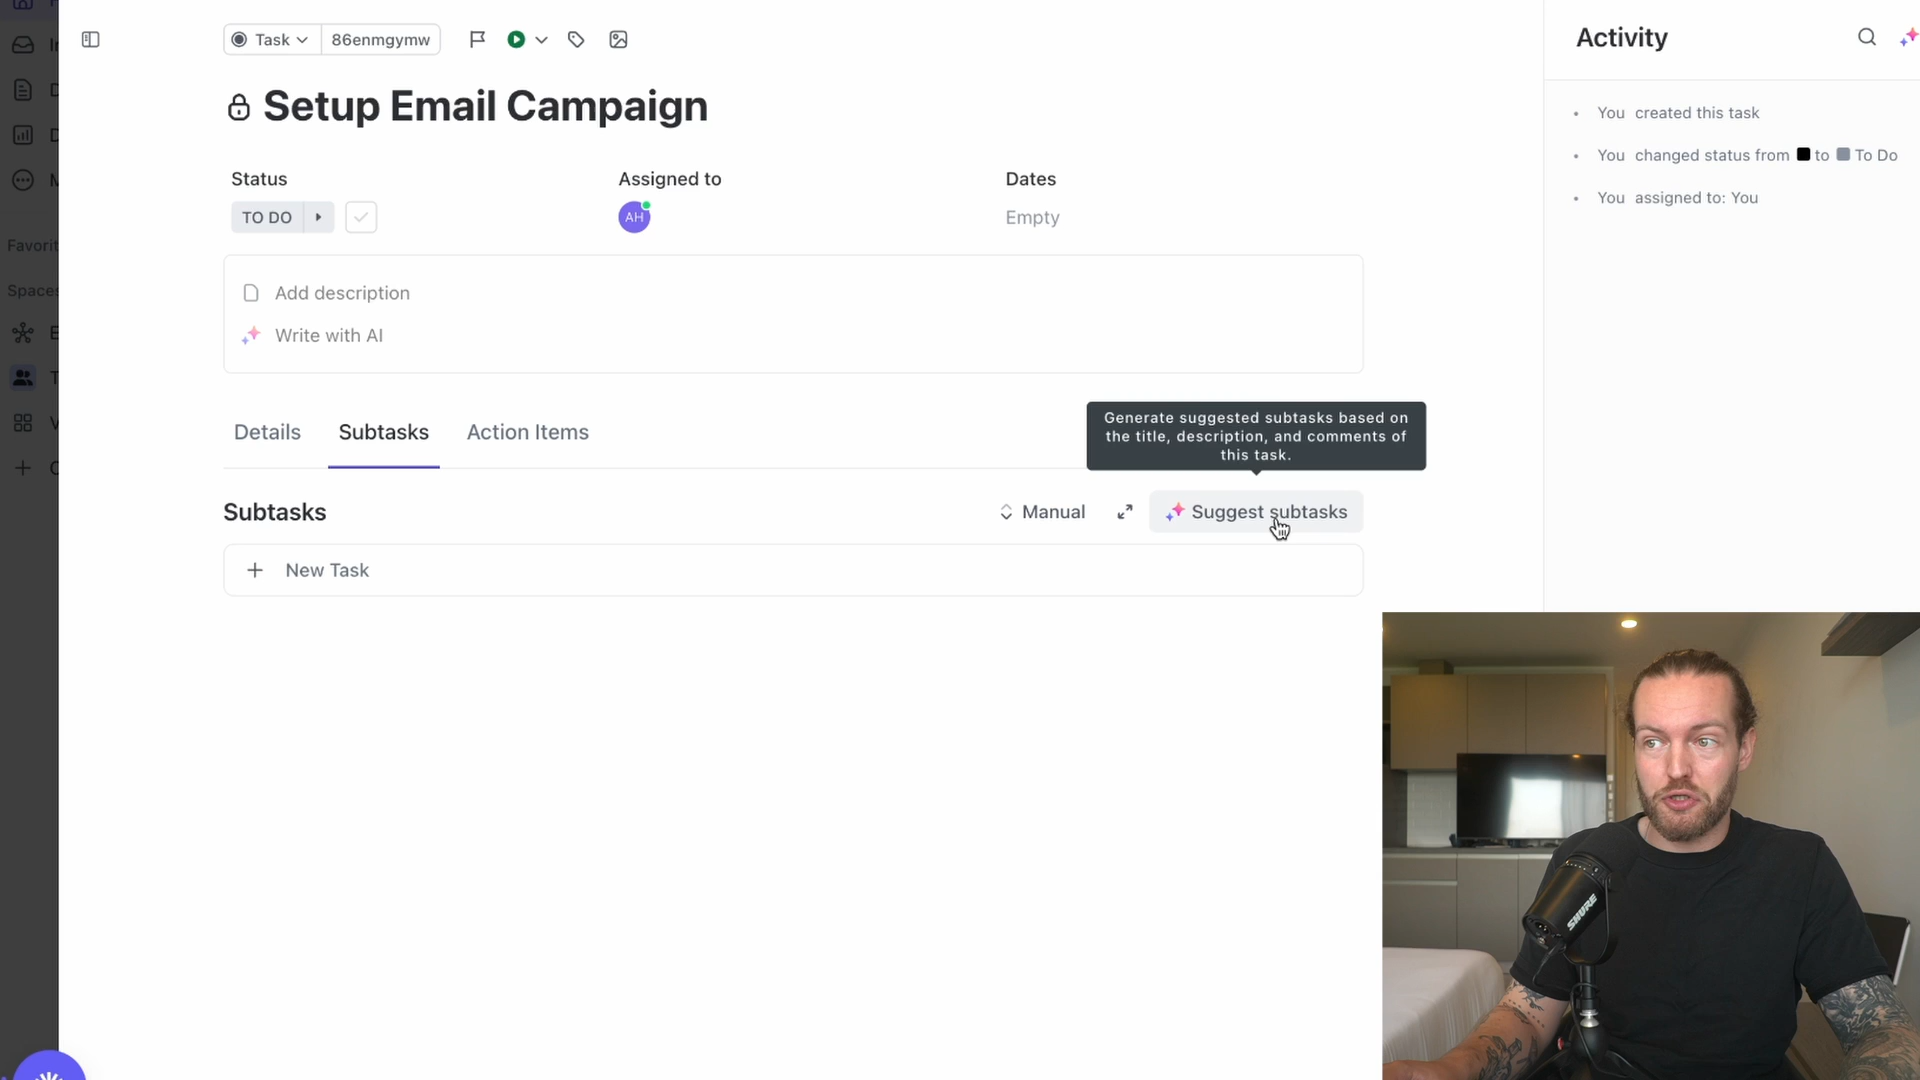 Task
86enmgymw
Activity
Setup Email Campaign
You created this task
You changed status from to To Do
You assigned to: You
Status
Assigned to
Dates
TO DO
AH
Empty
Favorit
Spaces
Add description
Write with AI
Details
Subtasks
Action Items
Generate suggested subtasks based on
the title, description, and comments of
this task.
Subtasks
Manual
Suggest subtasks
New Task
SHURE